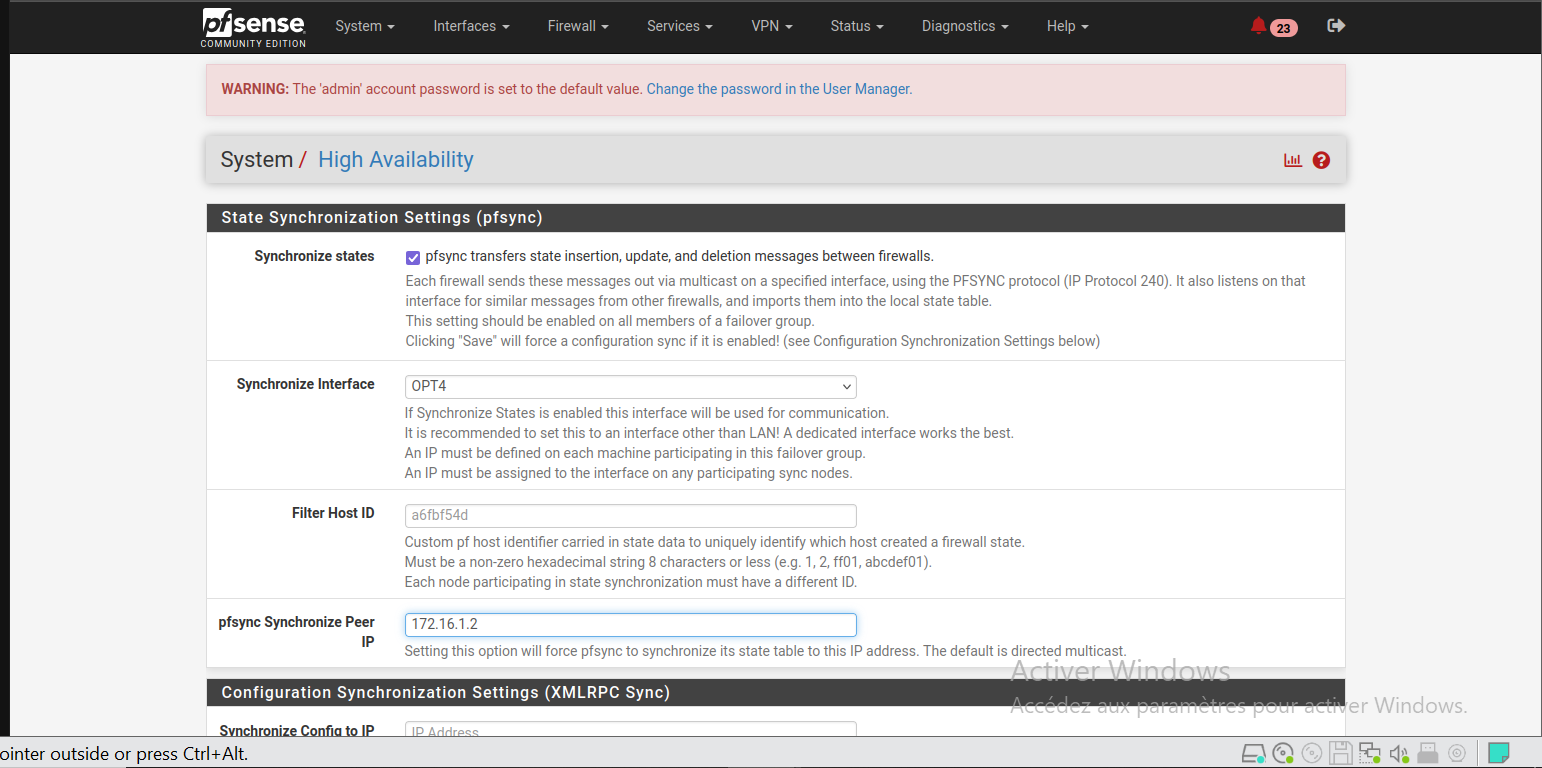 pfsense
COMMUNITY EDITION
System Interfaces Firewall Services VPN Status Diagnostics Help 23
WARNING: The 'admin' account password is set to the default value. Change the password in the User Manager.
System / High Availability
State Synchronization Settings (pfsync)
Synchronize states pfsync transfers state insertion, update, and deletion messages between firewalls.
Each firewall sends these messages out via multicast on a specified interface, using the PFSYNC protocol (IP Protocol 240). It also listens on that
interface for similar messages from other firewalls, and imports them into the local state table.
This setting should be enabled on all members of a failover group.
Clicking "Save" will force a configuration sync if it is enabled! (see Configuration Synchronization Settings below)
Synchronize Interface OPT4
If Synchronize States is enabled this interface will be used for communication.
It is recommended to set this to an interface other than LAN! A dedicated interface works the best.
An IP must be defined on each machine participating in this failover group.
An IP must be assigned to the interface on any participating sync nodes.
Filter Host ID a6fbf54d
Custom pf host identifier carried in state data to uniquely identify which host created a firewall state.
Must be a non-zero hexadecimal string 8 characters or less (e.g. 1, 2, ff01, abcdef01).
Each node participating in state synchronization must have a different ID.
pfsync Synchronize Peer 172.16.1.2
IP
Setting this option will force pfsync to synchronize its state table to this IP address. The default is directed multicast.
Activer Windows
Configuration Synchronization Settings (XMLRPC Sync)
Accédez aux paramètres pour activer Windows.
Synchronize Config to IP IP Address
ointer outside or press Ctrl+Alt.